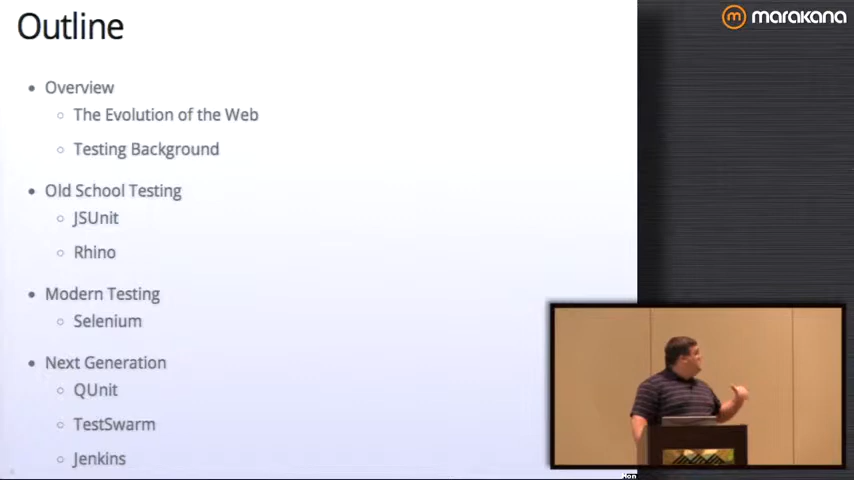 Outline
marakana
Overview
The Evolution of the Web
Testing Background
Old School Testing
JSUnit
Rhino
Modern Testing
Selenium
Next Generation
QUnit
TestSwarm
Jenkins